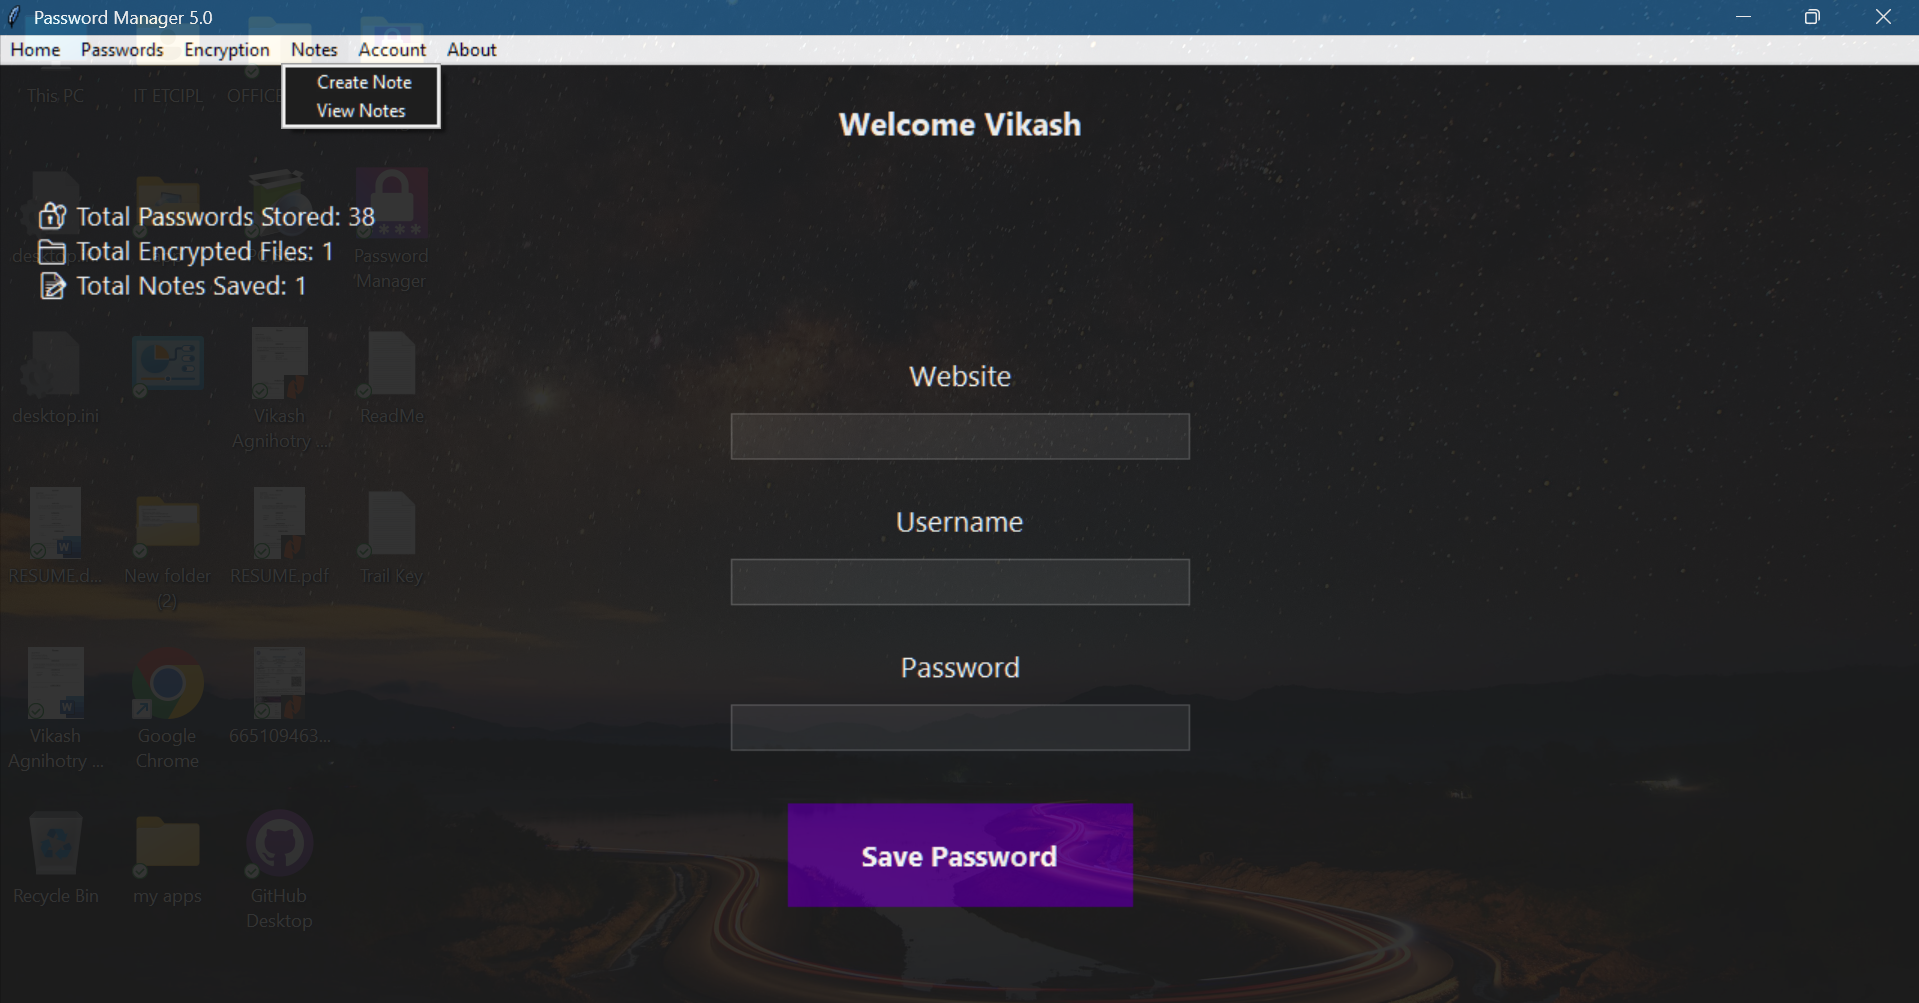 Password Manager 5.0
Home Passwords Encryption Notes Account About
Create Note
View Notes
Welcome Vikash
Total Passwords Stored: 38
Total Encrypted Files: 1
Total Notes Saved: 1
Website
Username
Password
Save Password
This PC
IT ETCIPL
OFFICE
Password
Manager
desktop.ini
Vikash
Agnihotry ...
ReadMe
RESUME.d...
New folder
(2)
RESUME.pdf
Trail Key
Vikash
Agnihotry ...
Google
Chrome
665109463...
Recycle Bin
my apps
GitHub
Desktop